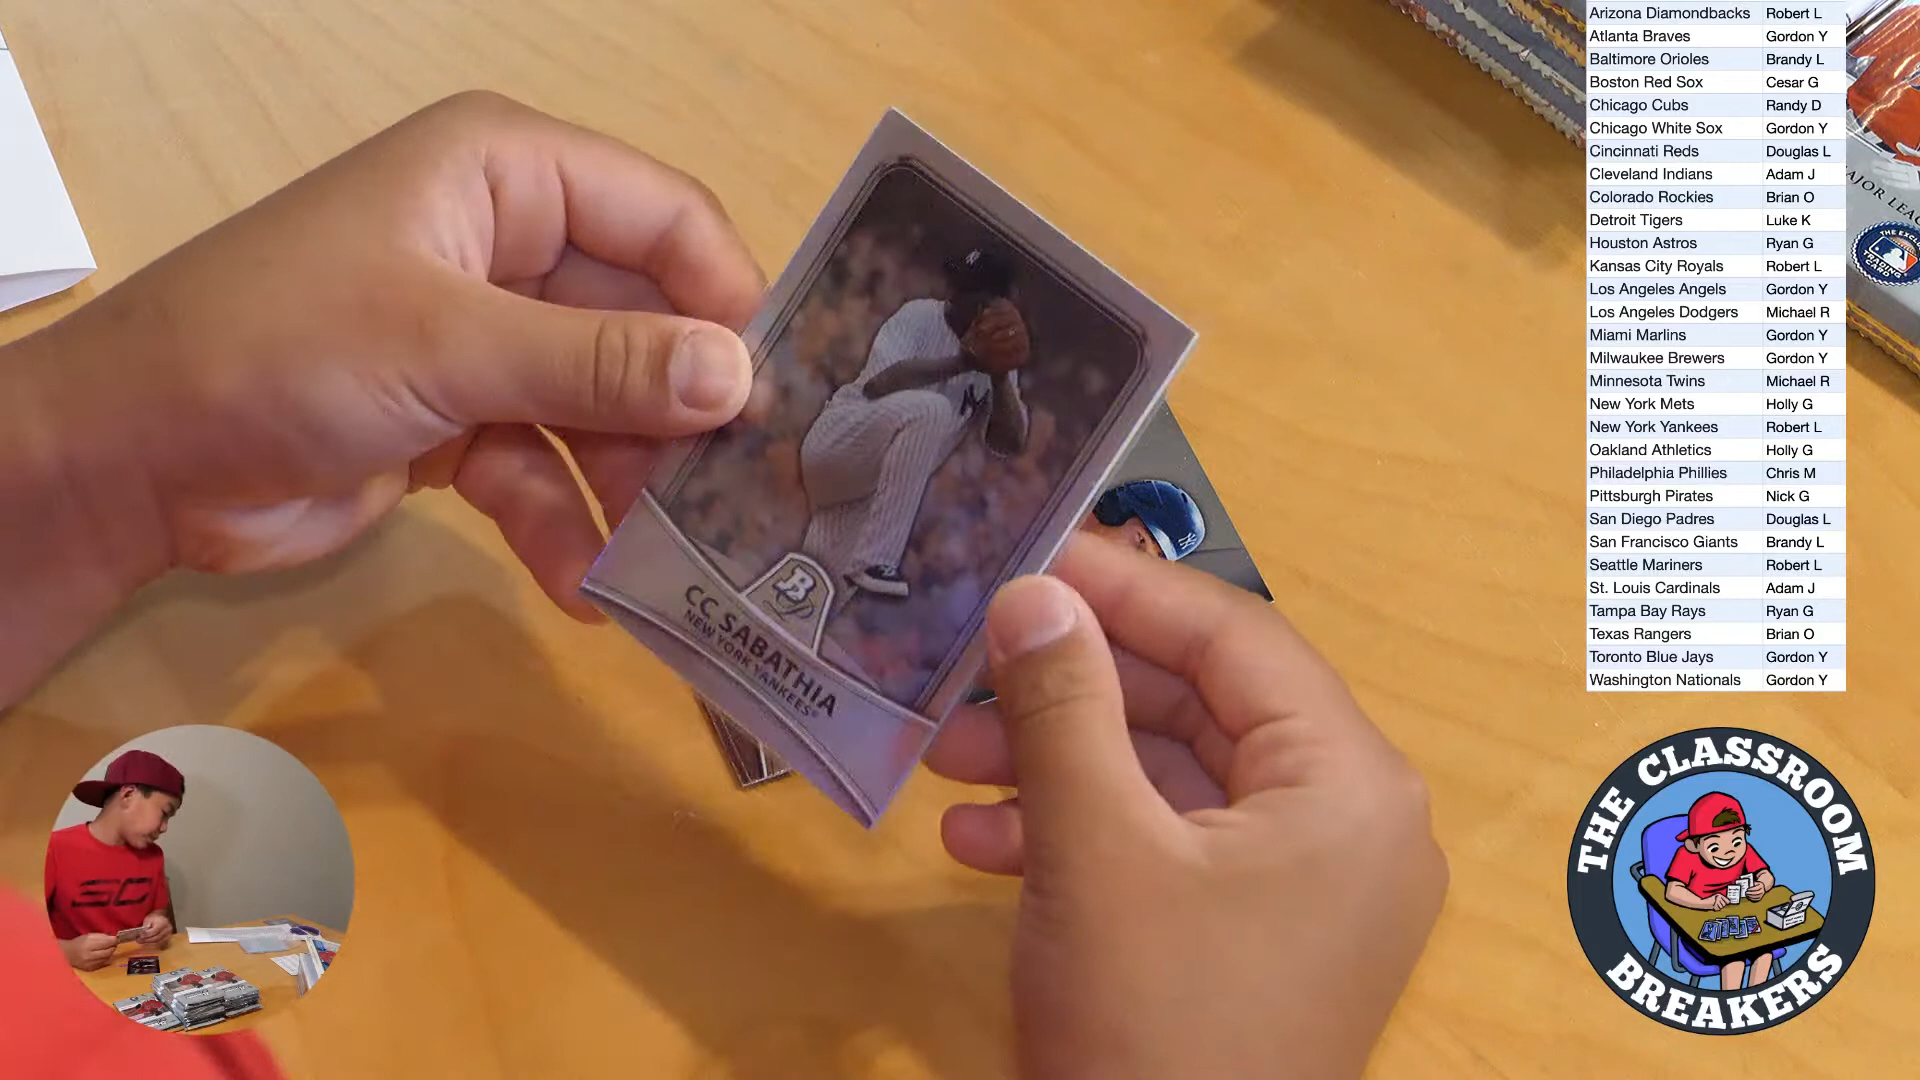 Arizona Diamondbacks Robert L
Atlanta Braves Gordon Y
Baltimore Orioles Brandy L
Boston Red Sox Cesar G
Chicago Cubs Randy D
Chicago White Sox Gordon Y
Cincinnati Reds Douglas L
Cleveland Indians Adam J
Colorado Rockies Brian O
Detroit Tigers Luke K
Houston Astros Ryan G
Kansas City Royals Robert L
Los Angeles Angels Gordon Y
Los Angeles Dodgers Michael R
Miami Marlins Gordon Y
Milwaukee Brewers Gordon Y
Minnesota Twins Michael R
New York Mets Holly G
New York Yankees Robert L
Oakland Athletics Holly G
Philadelphia Phillies Chris M
Pittsburgh Pirates Nick G
San Diego Padres Douglas L
San Francisco Giants Brandy L
Seattle Mariners Robert L
St. Louis Cardinals Adam J
Tampa Bay Rays Ryan G
Texas Rangers Brian O
Toronto Blue Jays Gordon Y
Washington Nationals Gordon Y
B
CC SABATHIA
NEW YORK YANKEES®
SC
THE CLASSROOM
BREAKERS